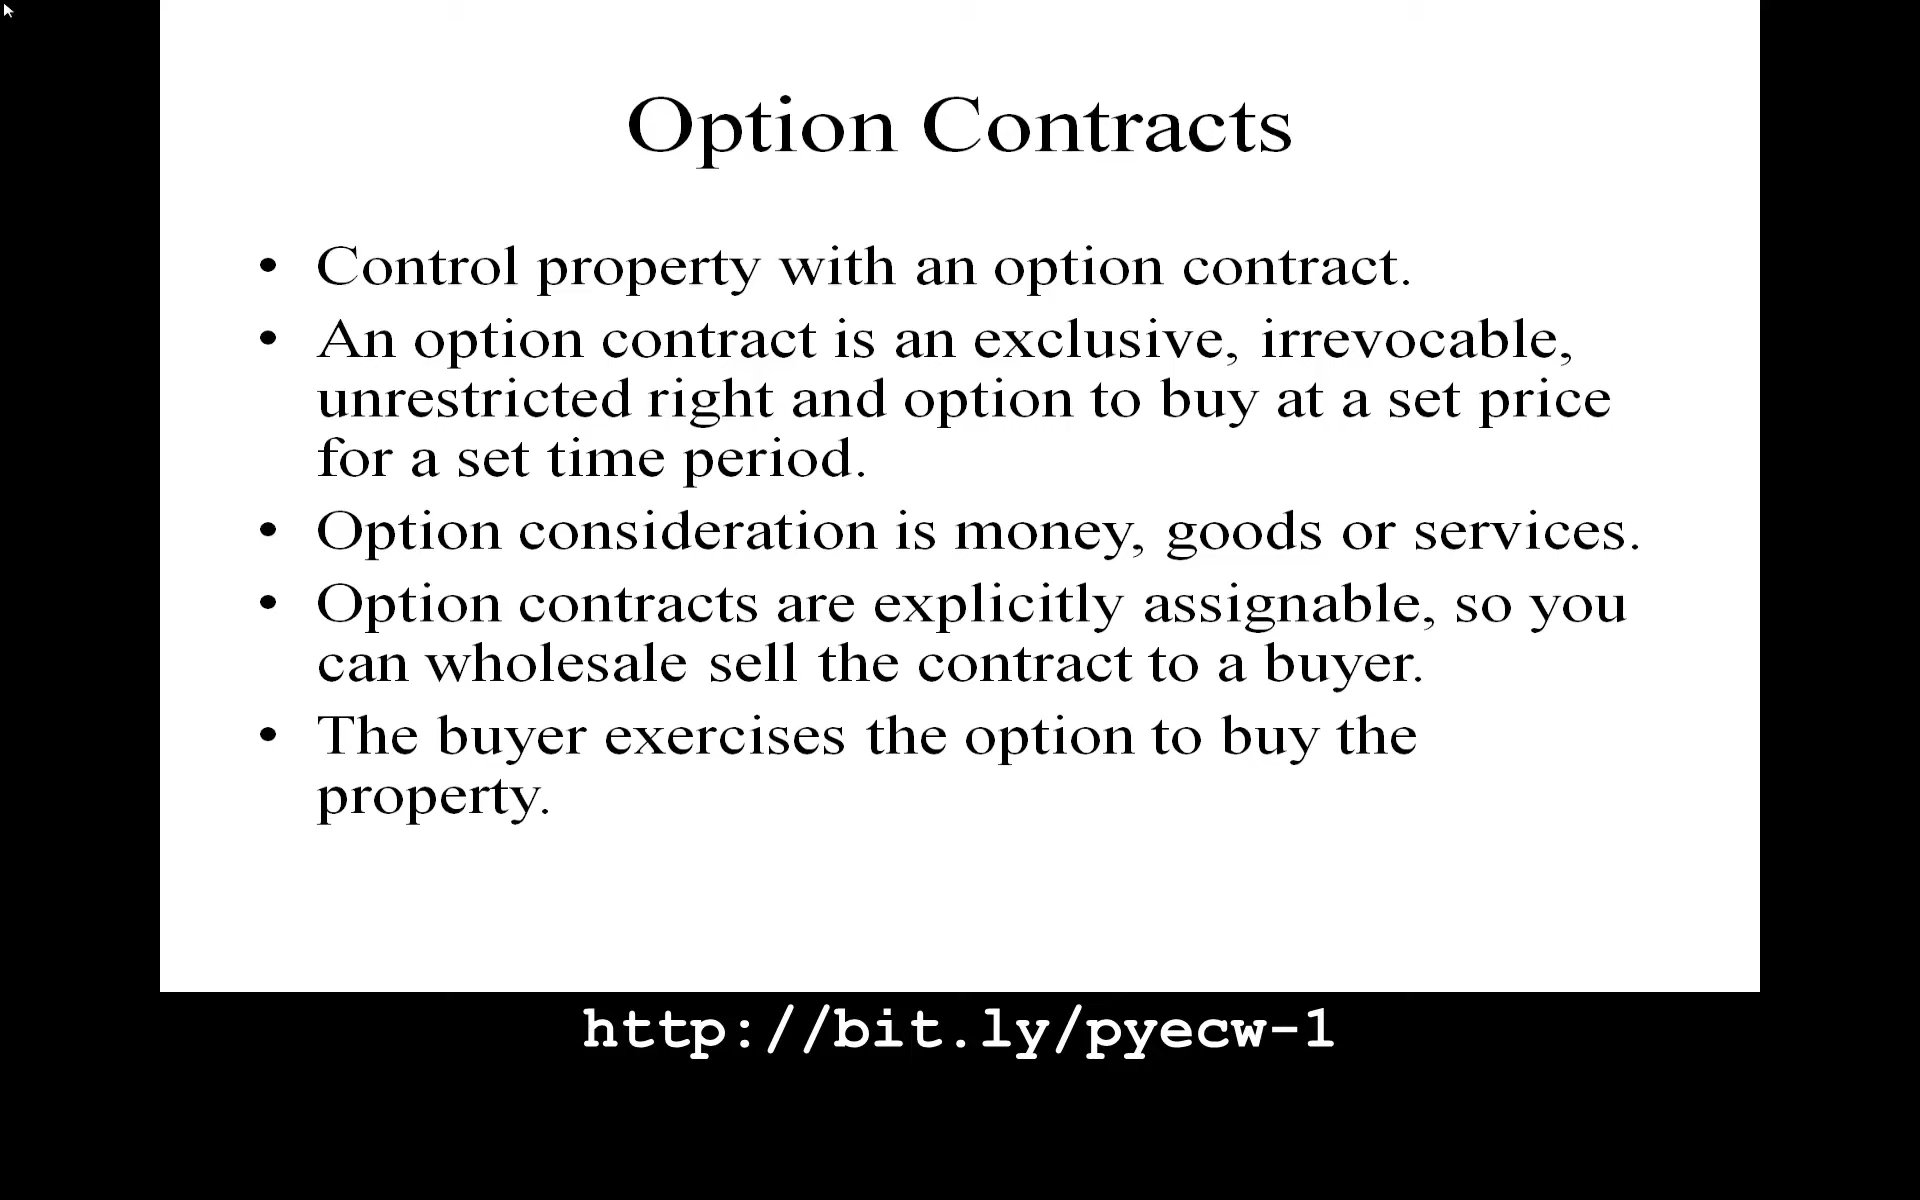 Option Contracts
• Control property with an option contract.
• An option contract is an exclusive, irrevocable,
unrestricted right and option to buy at a set price
for a set time period.
• Option consideration is money, goods or services.
• Option contracts are explicitly assignable, so you
can wholesale sell the contract to a buyer.
• The buyer exercises the option to buy the
property.
http://bit.ly/pyecw-1